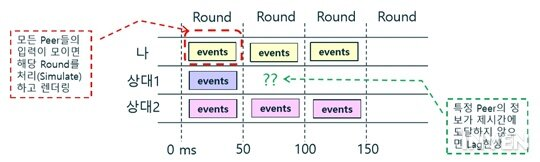 Round Round Round Round
모든 Peer들의
입력이 모이면
해당 Round를
처리(Simulate)
하고 렌더링
나 events events events
상대1 events ??
상대2 events events events
특정 Peer의 정
보가 제시간에
도달하지 않으
면 Lag현상
0 ms 50 100 150